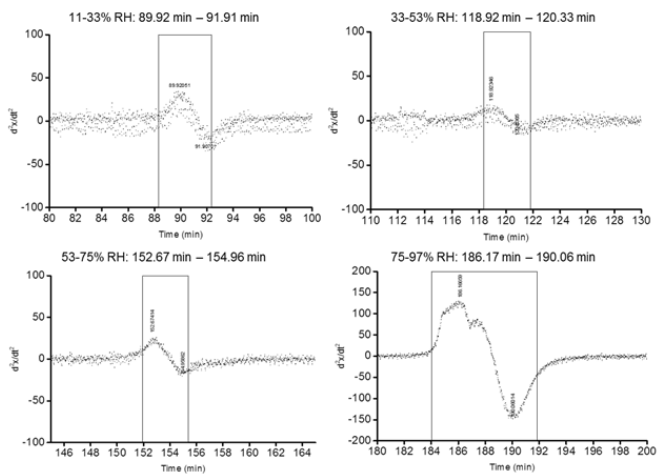 11-33% RH: 89.92 min – 91.91 min
100
50
0
-50
-100
d²x/dt²
80 82 84 86 88 90 92 94 96 98 100
Time (min)
33-53% RH: 118.92 min – 120.33 min
100
50
0
-50
-100
d²x/dt²
110 112 114 116 118 120 122 124 126 128 130
Time (min)
53-75% RH: 152.67 min – 154.96 min
100
50
0
-50
-100
d²x/dt²
146 148 150 152 154 156 158 160 162 164
Time (min)
75-97% RH: 186.17 min – 190.06 min
200
150
100
50
0
-50
-100
-150
-200
d²x/dt²
180 182 184 186 188 190 192 194 196 198 200
Time (min)